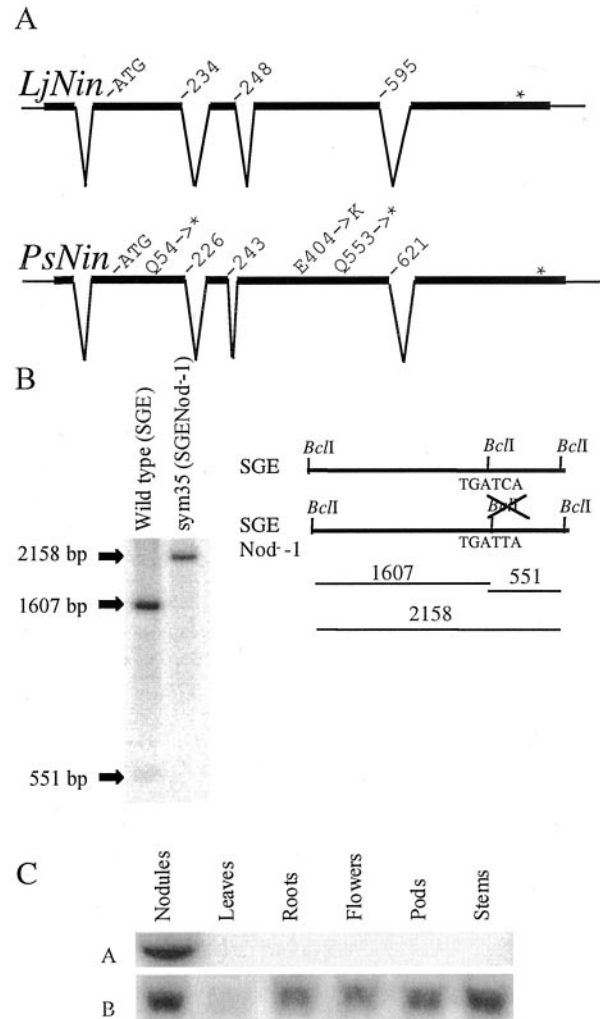 A
LjNin
-ATG
-234
-248
-595
*
PsNin
-ATG
Q54->*
-226
-243
E404->K
Q553->*
-621
*
B
Wild type (SGE)
sym35 (SGENod--1)
2158 bp
1607 bp
551 bp
SGE
BclI
BclI
BclI
TGATCA
SGE
Nod--1
BclI
BclI
BclI
TGATTA
1607
551
2158
C
Nodules
Leaves
Roots
Flowers
Pods
Stems
A
B